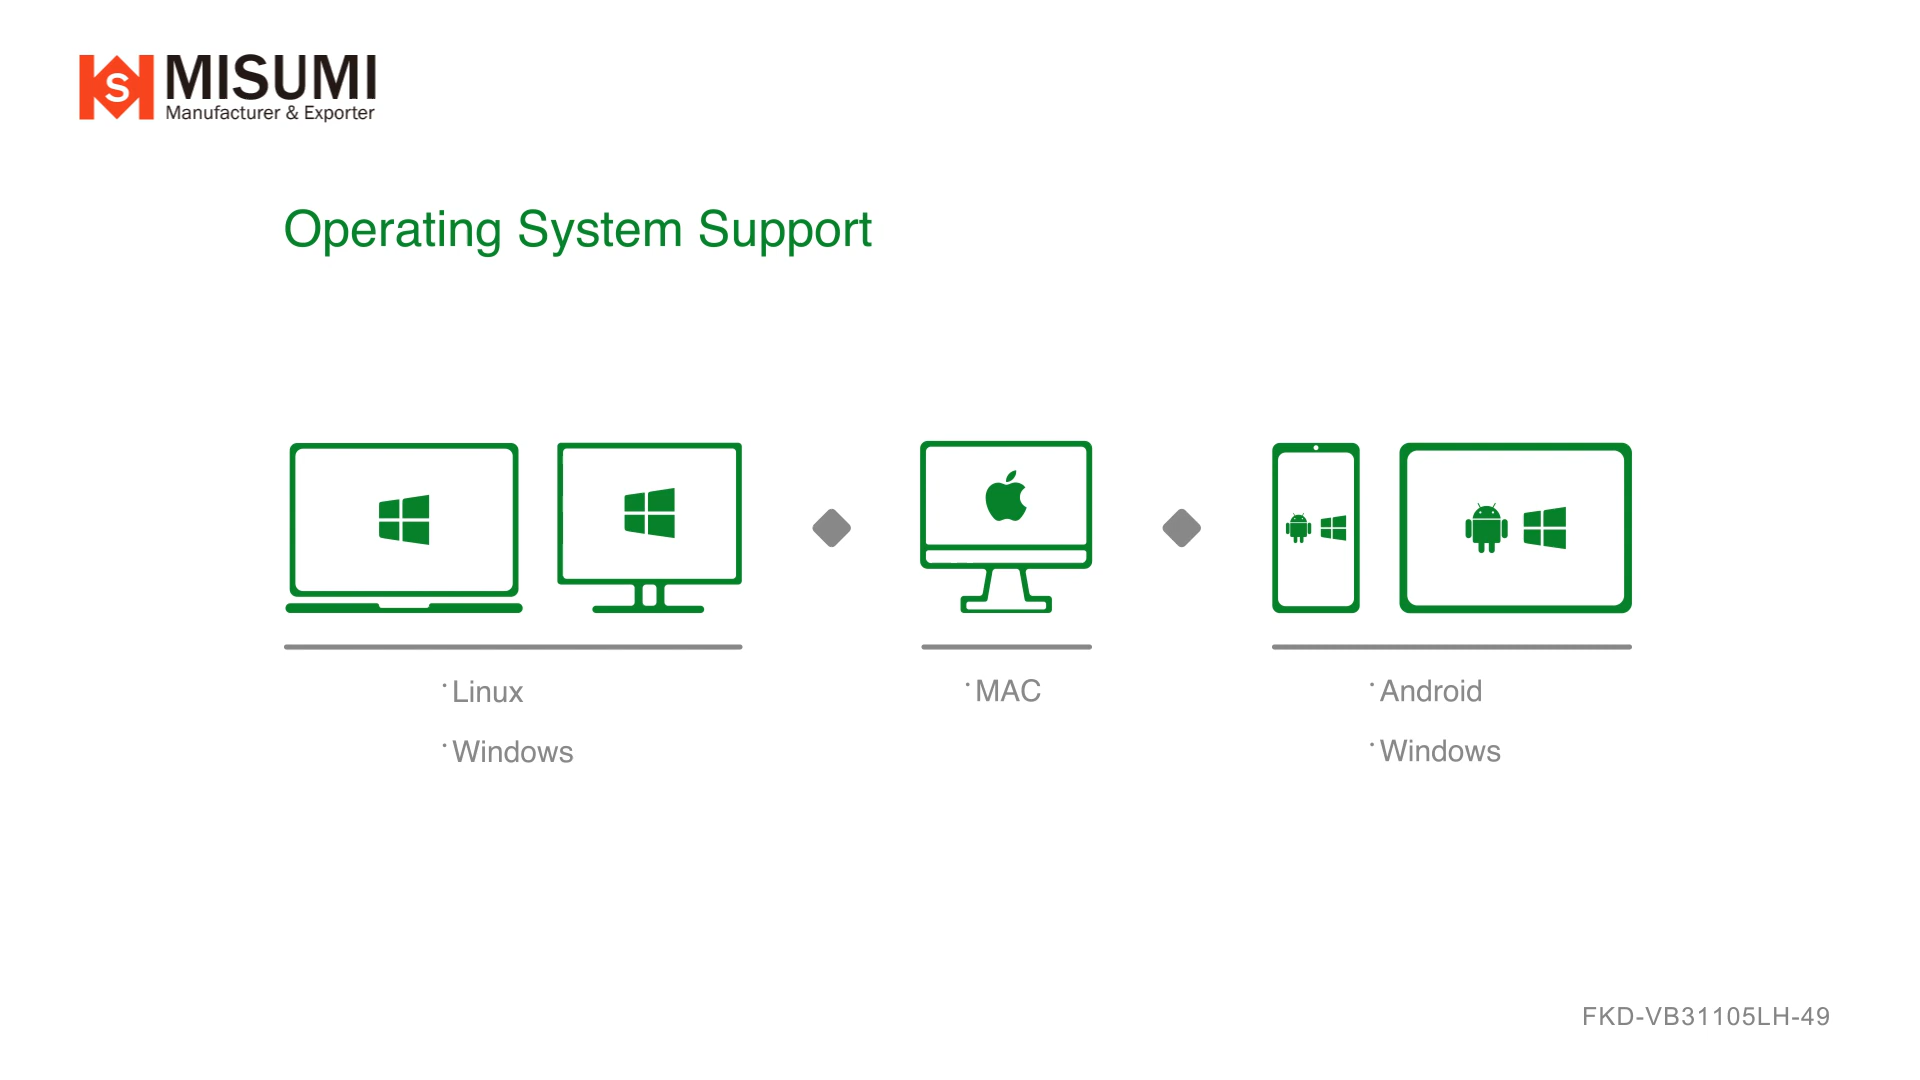 S MISUMI
Manufacturer & Exporter
Operating System Support
· Linux
· Windows
· MAC
· Android
· Windows
FKD-VB31105LH-49